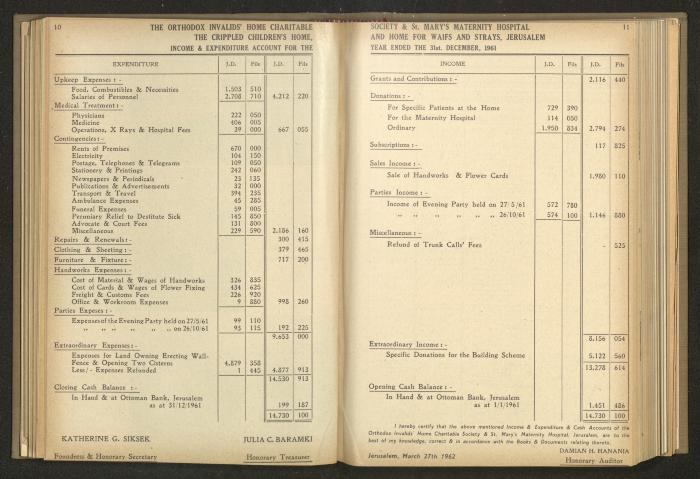 10
THE ORTHODOX INVALIDS' HOME CHARITABLE
THE CRIPPLED CHILDREN'S HOME,
INCOME & EXPENDITURE ACCOUNT FOR THE
EXPENDITURE J.D. Fils J.D. Fils
Upkeep Expenses : -
Food, Combustibles & Necessities 1.503 510
Salaries of Personnel 2.708 710 4.212 220
Medical Treatment : -
Physicians 222 050
Medicine 406 005
Operations, X Rays & Hospital Fees 39 000 667 055
Contingencies : -
Rents of Premises 670 000
Electricity 104 150
Postage, Telephones & Telegrams 109 050
Stationery & Printings 242 060
Newspapers & Periodicals 23 135
Publications & Advertisements 32 000
Transport & Travel 394 235
Ambulance Expenses 45 285
Funeral Expenses 59 005
Perumiary Relief to Destitute Sick 145 850
Advocate & Court Fees 131 800
Miscellaneous 229 590 2.186 160
Repairs & Renewals : - 300 415
Clothing & Sheeting : - 379 465
Furniture & Fixture : - 717 200
Handworks Expenses : -
Cost of Material & Wages of Handworks 326 835
Cost of Cards & Wages of Flower Fixing 434 625
Freight & Customs Fees 226 920
Office & Workroom Expenses 9 880 998 260
Parties Expeses : -
Expenses of the Evening Party held on 27/5/61 99 110
,, ,, ,, ,, ,, ,, on 26/10/61 93 115 192 225
9.653 000
Extraordinary Expenses : -
Expenses for Land Owning Erecting Wall-
Fence & Opening Two Cisterns 4.879 358
Less/ - Expenses Refunded 1 445 4.877 913
14.530 913
Closing Cash Balance : -
In Hand & at Ottoman Bank, Jerusalem
as at 31/12/1961 199 187
14.730 100
KATHERINE G. SIKSEK JULIA C. BARAMKI
Foundress & Honorary Secretary Honorary Treasurer
SOCIETY & St. MARY'S MATERNITY HOSPITAL 11
AND HOME FOR WAIFS AND STRAYS, JERUSALEM
YEAR ENDED THE 31st. DECEMBER, 1961
INCOME J.D. Fils J.D. Fils
Grants and Contributions : - 2.116 440
Donations : -
For Specific Patients at the Home 729 390
For the Maternity Hospital 114 050
Ordinary 1.950 834 2.794 274
Subscriptions : - 117 825
Sales Income : -
Sale of Handworks & Flower Cards 1.980 110
Parties Income : -
Income of Evening Party held on 27/5/61 572 780
,, ,, ,, ,, ,, ,, 26/10/61 574 100 1.146 880
Miscellaneous : -
Refund of Trunk Calls' Fees - 525
8.156 054
Extraordinary Income : -
Specific Donations for the Building Scheme 5.122 560
13.278 614
Opening Cash Balance : -
In Hand & at Ottoman Bank, Jerusalem
as at 1/1/1961 1.451 486
14.730 100
I hereby certify that the above mentioned Income & Expenditure & Cash Accounts of the
Orthodox Invalids' Home Charitable Society & St. Mary's Maternity Hospital, Jerusalem, are to the
best of my knowledge, correct & in accordance with the Books & Documents relating thereto.
DAMIAN H. HANANIA
Jerusalem, March 27th 1962 Honorary Auditor